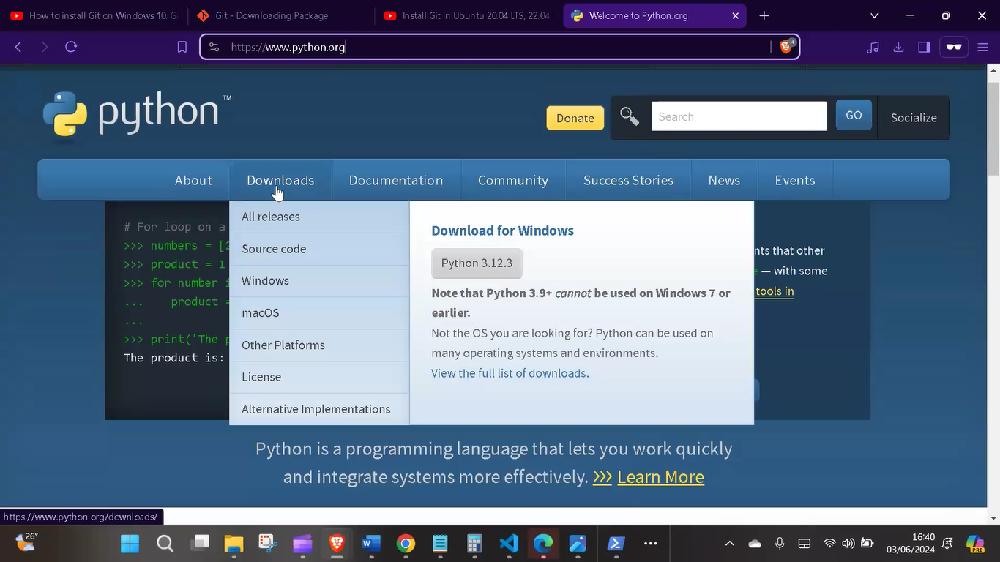 How to install Git on Windows 10. Gi
Git - Downloading Package
Install Git in Ubuntu 20.04 LTS, 22.04
Welcome to Python.org
https://www.python.org
4
python™
Donate
Search
GO
Socialize
About
Downloads
Documentation
Community
Success Stories
News
Events
# For loop on a
>>> numbers = [2
>>> product = 1
>>> for number i
...    product =
...
>>> print('The p
The product is:
All releases
Source code
Windows
macOS
Other Platforms
License
Alternative Implementations
Download for Windows
Python 3.12.3
Note that Python 3.9+ cannot be used on Windows 7 or
earlier.
Not the OS you are looking for? Python can be used on
many operating systems and environments.
View the full list of downloads.
nts that other
— with some
tools in
Python is a programming language that lets you work quickly
and integrate systems more effectively. >>> Learn More
https://www.python.org/downloads/
26°
16:40
03/06/2024
PRE